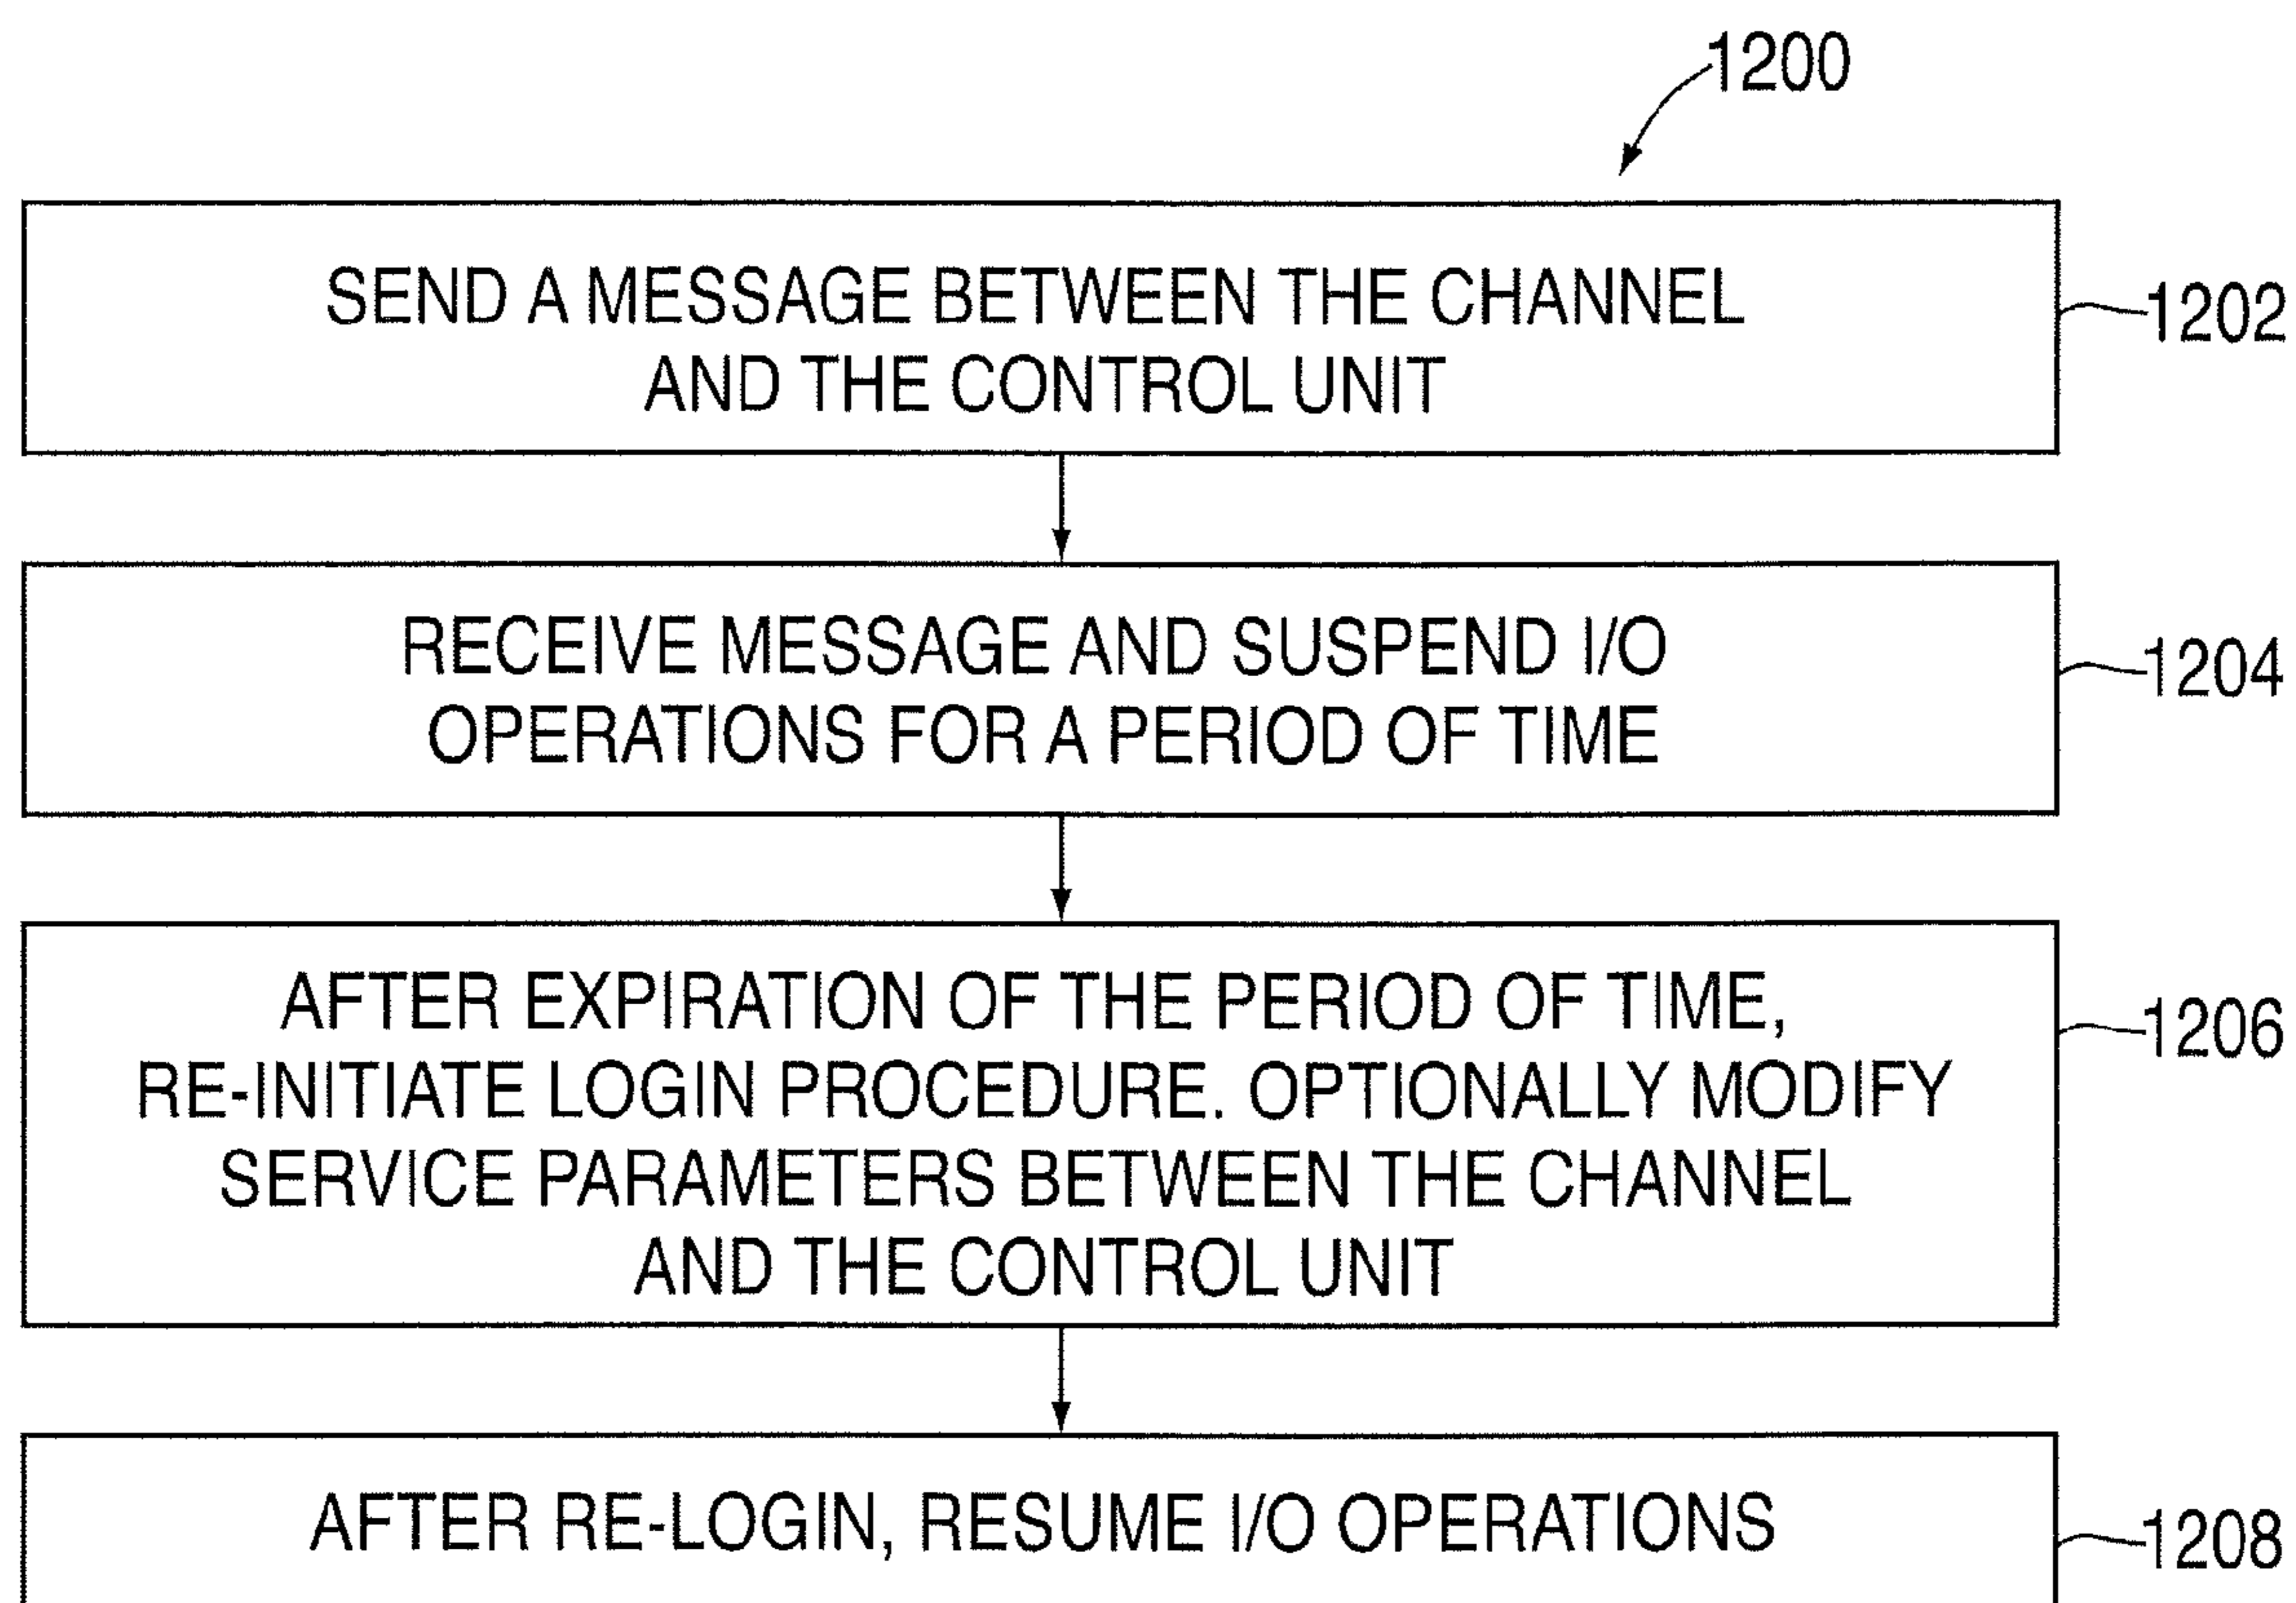 1200
SEND A MESSAGE BETWEEN THE CHANNEL
AND THE CONTROL UNIT
1202
RECEIVE MESSAGE AND SUSPEND I/O
OPERATIONS FOR A PERIOD OF TIME
1204
AFTER EXPIRATION OF THE PERIOD OF TIME,
RE-INITIATE LOGIN PROCEDURE. OPTIONALLY MODIFY
SERVICE PARAMETERS BETWEEN THE CHANNEL
AND THE CONTROL UNIT
1206
AFTER RE-LOGIN, RESUME I/O OPERATIONS
1208